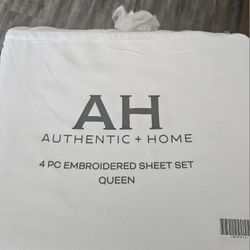 AH
AUTHENTIC + HOME
4 PC EMBROIDERED SHEET SET
QUEEN